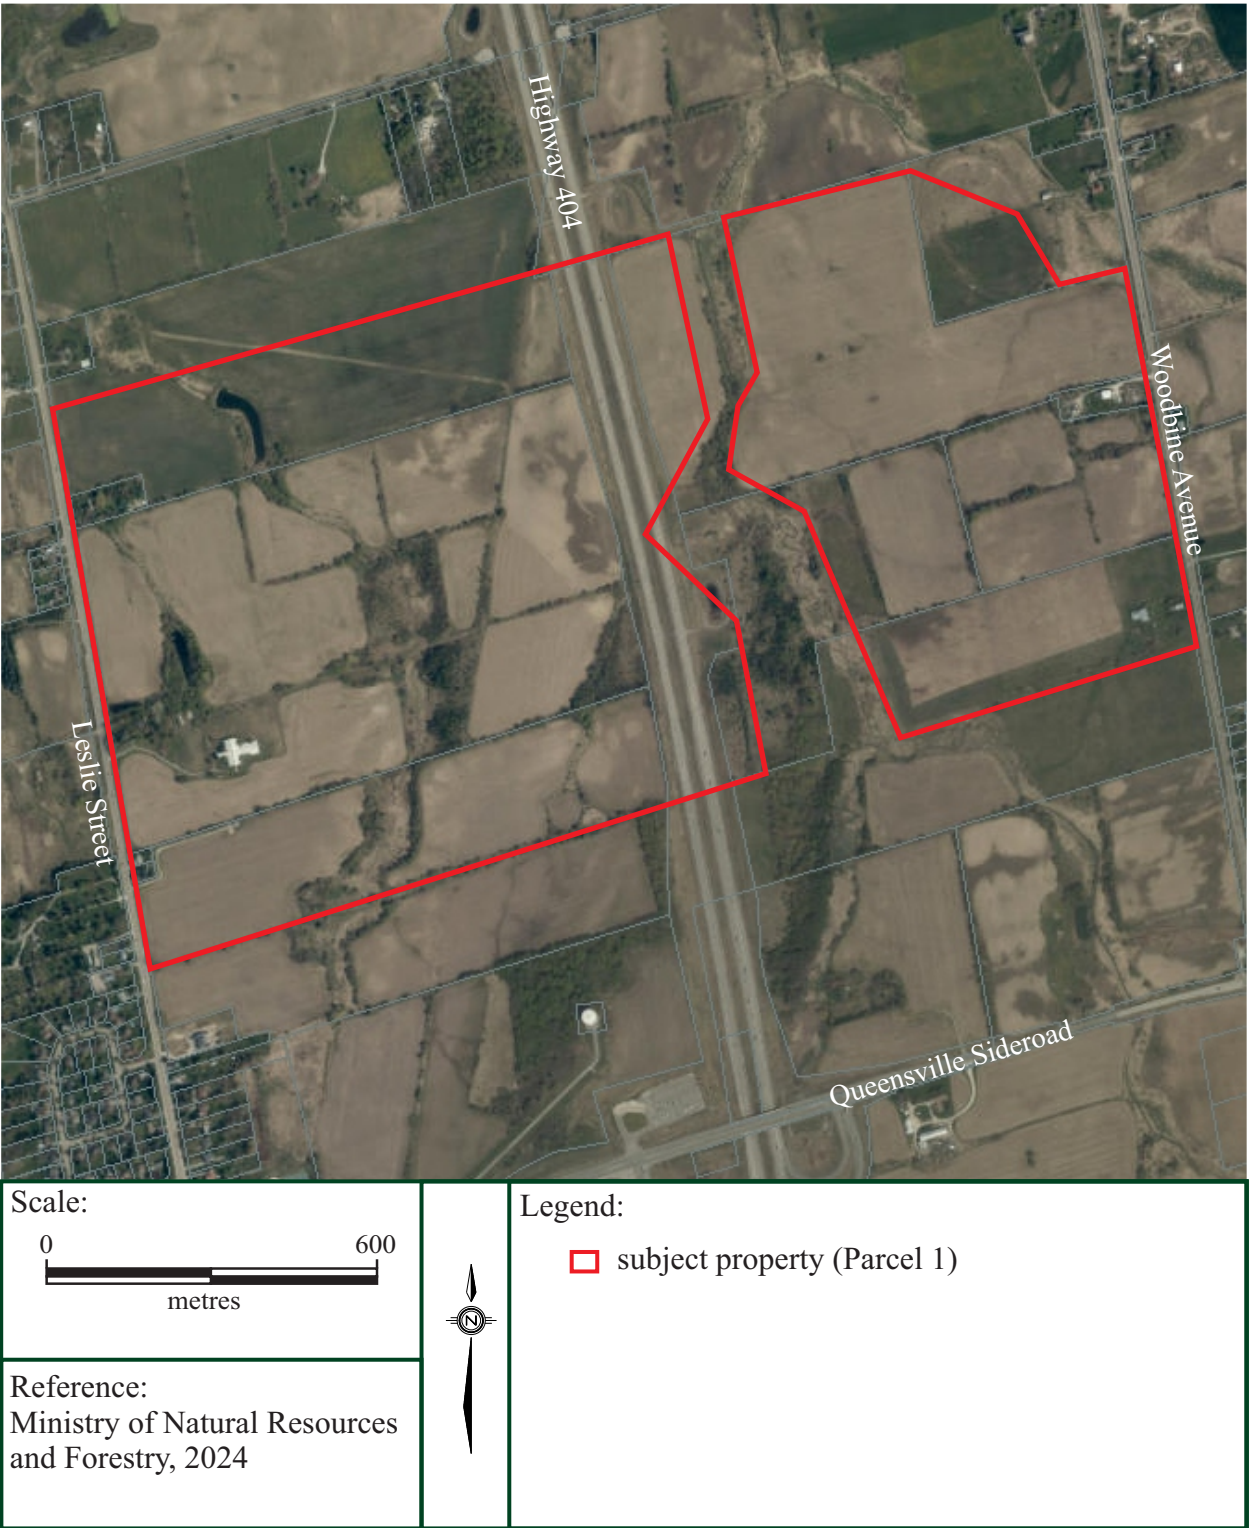 Highway 404
Woodbine Avenue
Leslie Street
Queensville Sideroad
Scale:
0 600
metres
Reference:
Ministry of Natural Resources
and Forestry, 2024
N
Legend:
subject property (Parcel 1)